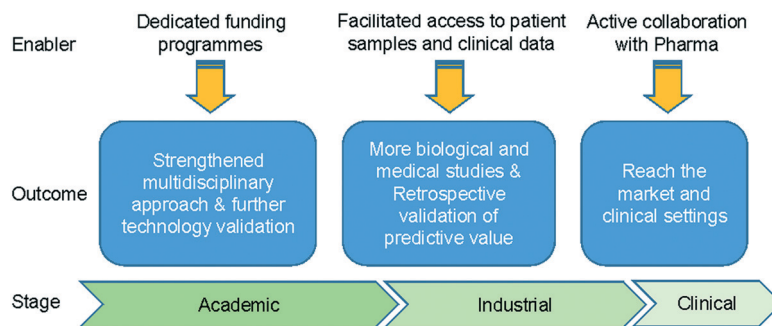 Enabler
Dedicated funding
programmes
Facilitated access to patient
samples and clinical data
Active collaboration
with Pharma
Outcome
Strengthened
multidisciplinary
approach & further
technology validation
More biological and
medical studies &
Retrospective
validation of
predictive value
Reach the
market and
clinical settings
Stage
Academic
Industrial
Clinical